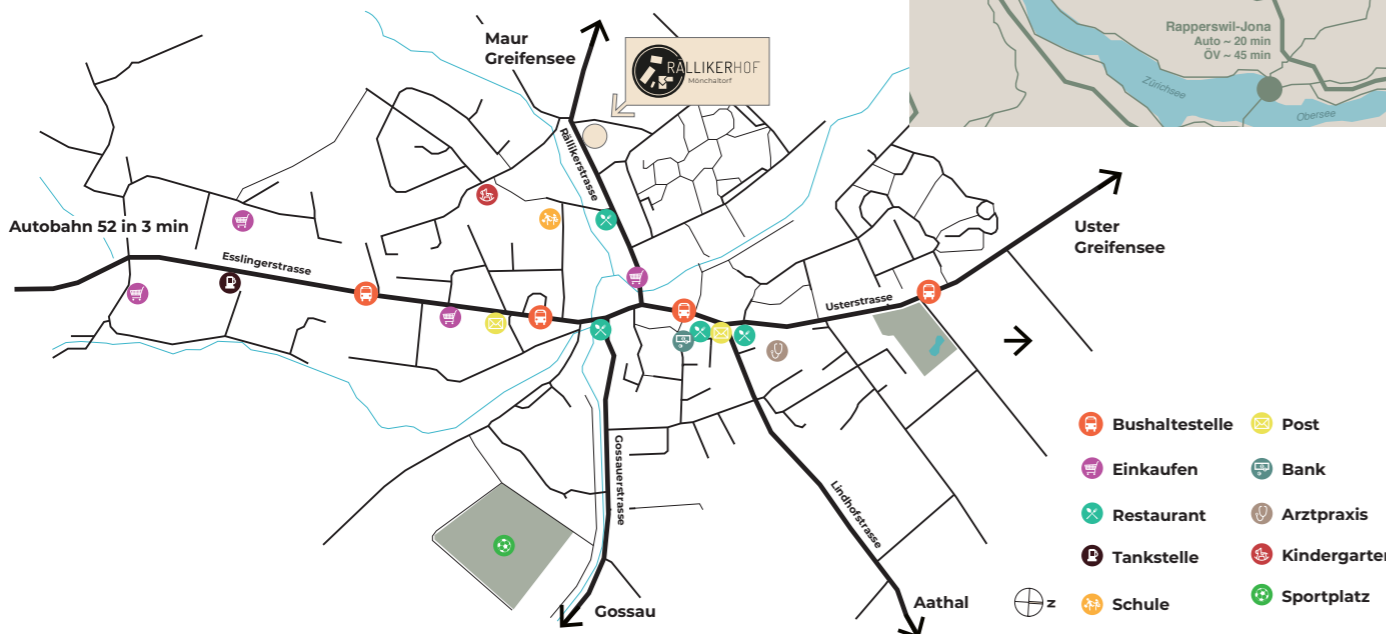 Maur
Greifensee
RÄLLIKERHOF
Mönchaltorf
Rapperswil-Jona
Auto ~ 20 min
ÖV ~ 45 min
Zürichsee
Obersee
Rällikerstrasse
Autobahn 52 in 3 min
Esslingerstrasse
Uster
Greifensee
Usterstrasse
Gossauerstrasse
Lindhofstrasse
Gossau
Aathal
Bushaltestelle
Post
Einkaufen
Bank
Restaurant
Arztpraxis
Tankstelle
Kindergarten
Schule
Sportplatz
z